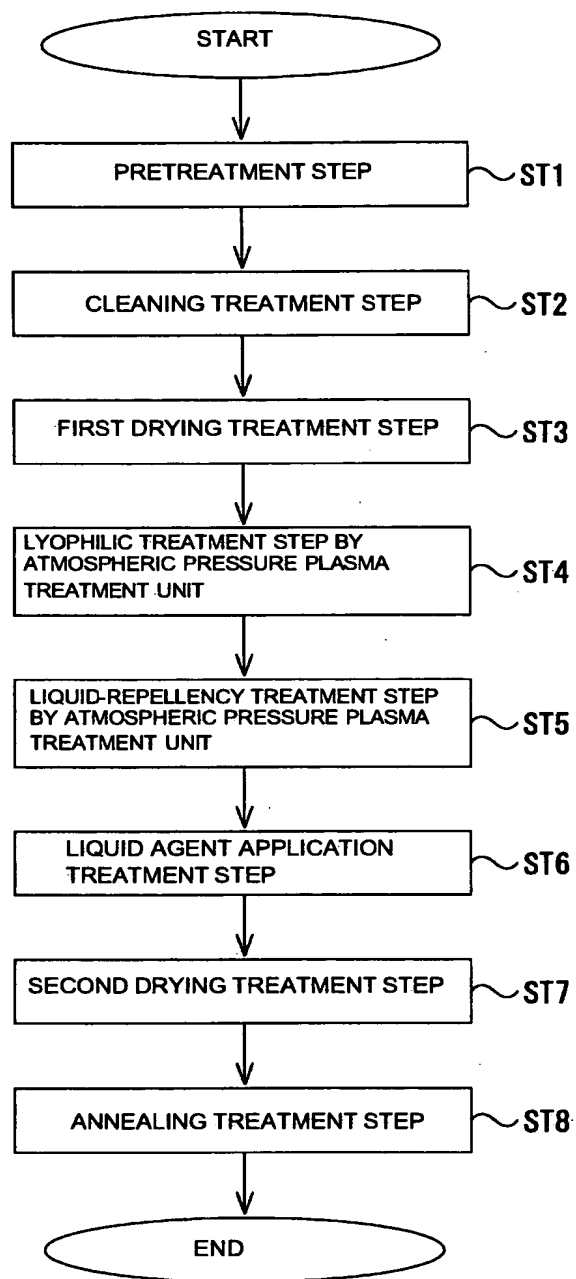 START
PRETREATMENT STEP
ST1
CLEANING TREATMENT STEP
ST2
FIRST DRYING TREATMENT STEP
ST3
LYOPHILIC TREATMENT STEP BY
ATMOSPHERIC PRESSURE PLASMA
TREATMENT UNIT
ST4
LIQUID-REPELLENCY TREATMENT STEP
BY ATMOSPHERIC PRESSURE PLASMA
TREATMENT UNIT
ST5
LIQUID AGENT APPLICATION
TREATMENT STEP
ST6
SECOND DRYING TREATMENT STEP
ST7
ANNEALING TREATMENT STEP
ST8
END